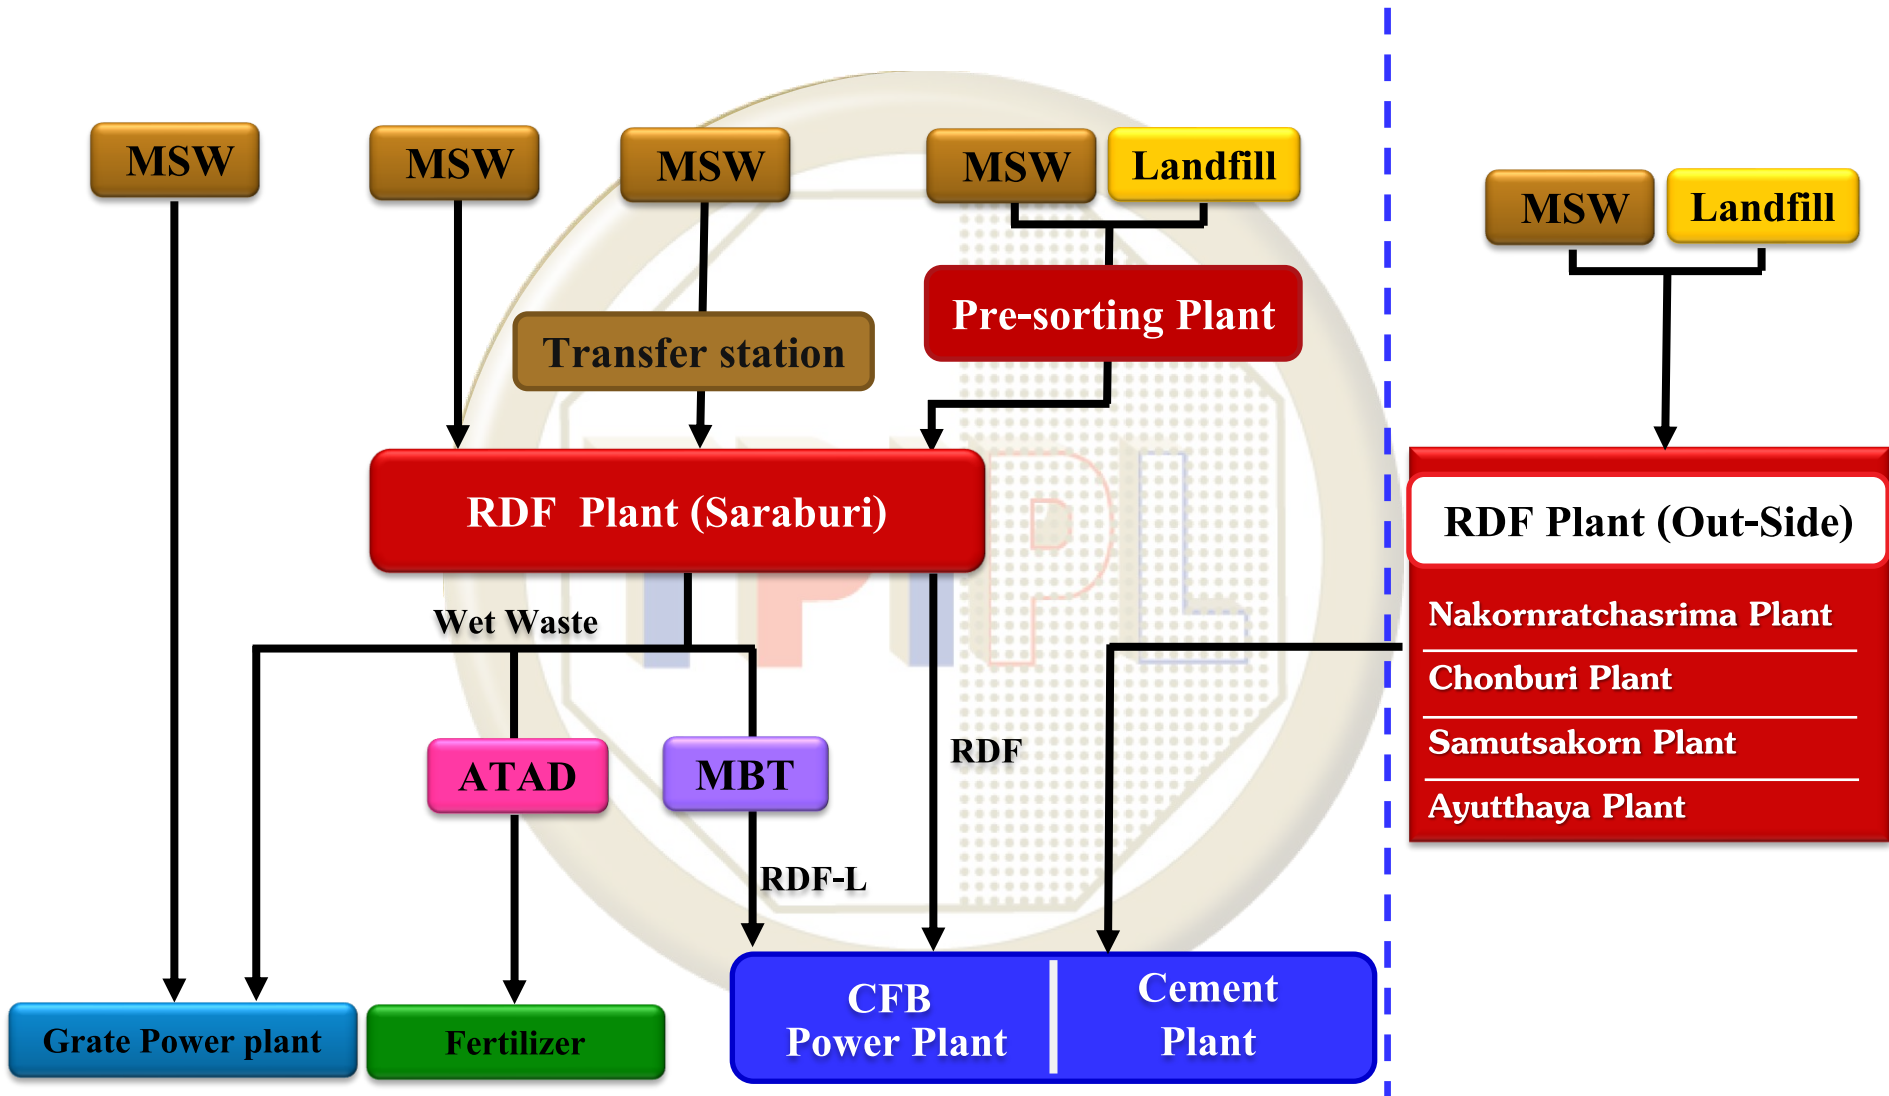 MSW
MSW
MSW
MSW
Landfill
MSW
Landfill
Pre-sorting Plant
Transfer station
RDF Plant (Saraburi)
RDF Plant (Out-Side)
Nakornratchasrima Plant
Chonburi Plant
Samutsakorn Plant
Ayutthaya Plant
Wet Waste
ATAD
MBT
RDF
RDF-L
Grate Power plant
Fertilizer
CFB
Power Plant
Cement
Plant
TPIPL